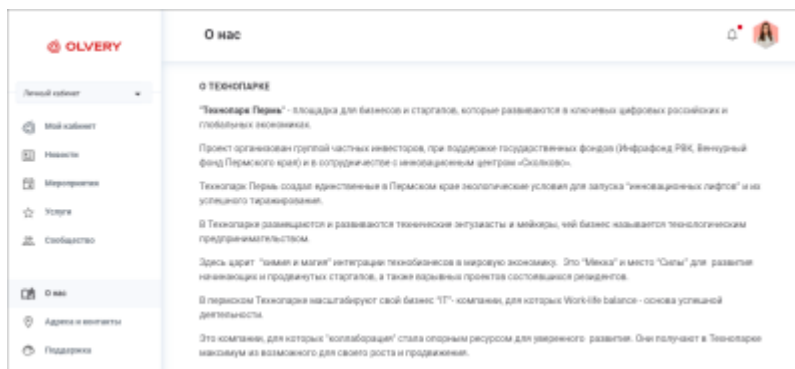 OLVERY
О нас
Личный кабинет
Мой кабинет
Новости
Мероприятия
Услуги
Сообщество
О нас
Адреса и контакты
Поддержка
О ТЕХНОПАРКЕ
"Технопарк Пермь" - площадка для бизнесов и стартапов, которые развиваются в ключевых цифровых российских и
глобальных экономиках.
Проект организован группой частных инвесторов, при поддержке государственных фондов (Инфрафонд РВК, Венчурный
фонд Пермского края) и в сотрудничестве с инновационным центром «Сколково».
Технопарк Пермь создал единственные в Пермском крае экологические условия для запуска "инновационных лифтов" и их
успешного тиражирования.
В Технопарке размещаются и развиваются технические энтузиасты и мейкеры, чей бизнес называется технологическим
предпринимательством.
Здесь царит "химия и магия" интеграции технобизнесов в мировую экономику. Это "Мекка" и место "Силы" для развития
начинающих и продвинутых стартапов, а также взрывных проектов состоявшихся резидентов.
В пермском Технопарке масштабируют свой бизнес "IT"- компании, для которых Work-life balance - основа успешной
деятельности.
Это компании, для которых "коллаборация" стала опорным ресурсом для уверенного развития. Они получают в Технопарке
максимум из возможного для своего роста и продвижения.